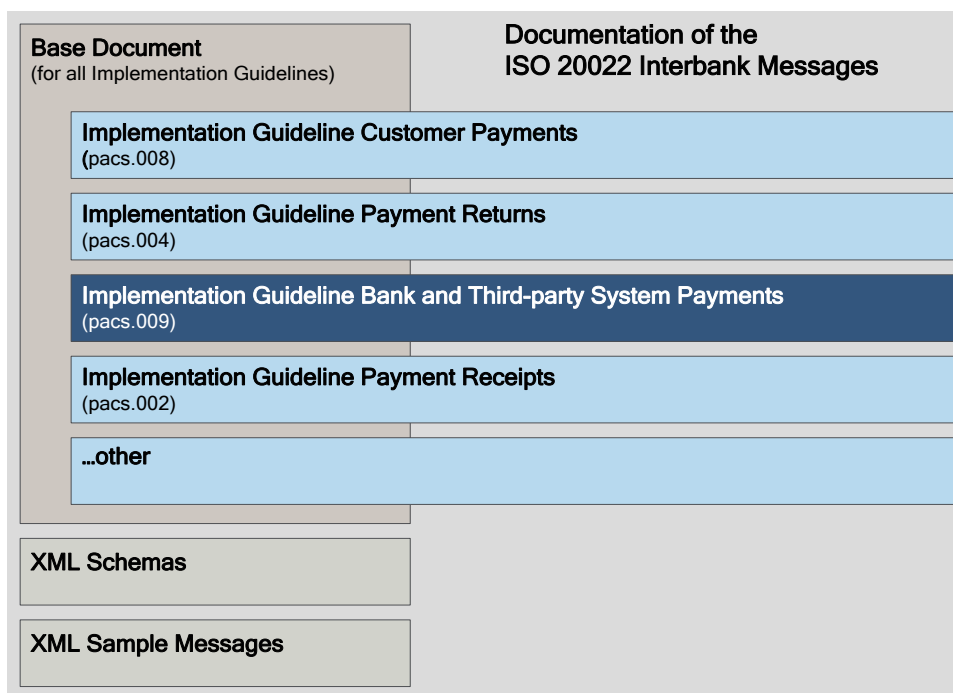 Base Document
(for all Implementation Guidelines)
Documentation of the
ISO 20022 Interbank Messages
Implementation Guideline Customer Payments
(pacs.008)
Implementation Guideline Payment Returns
(pacs.004)
Implementation Guideline Bank and Third-party System Payments
(pacs.009)
Implementation Guideline Payment Receipts
(pacs.002)
...other
XML Schemas
XML Sample Messages